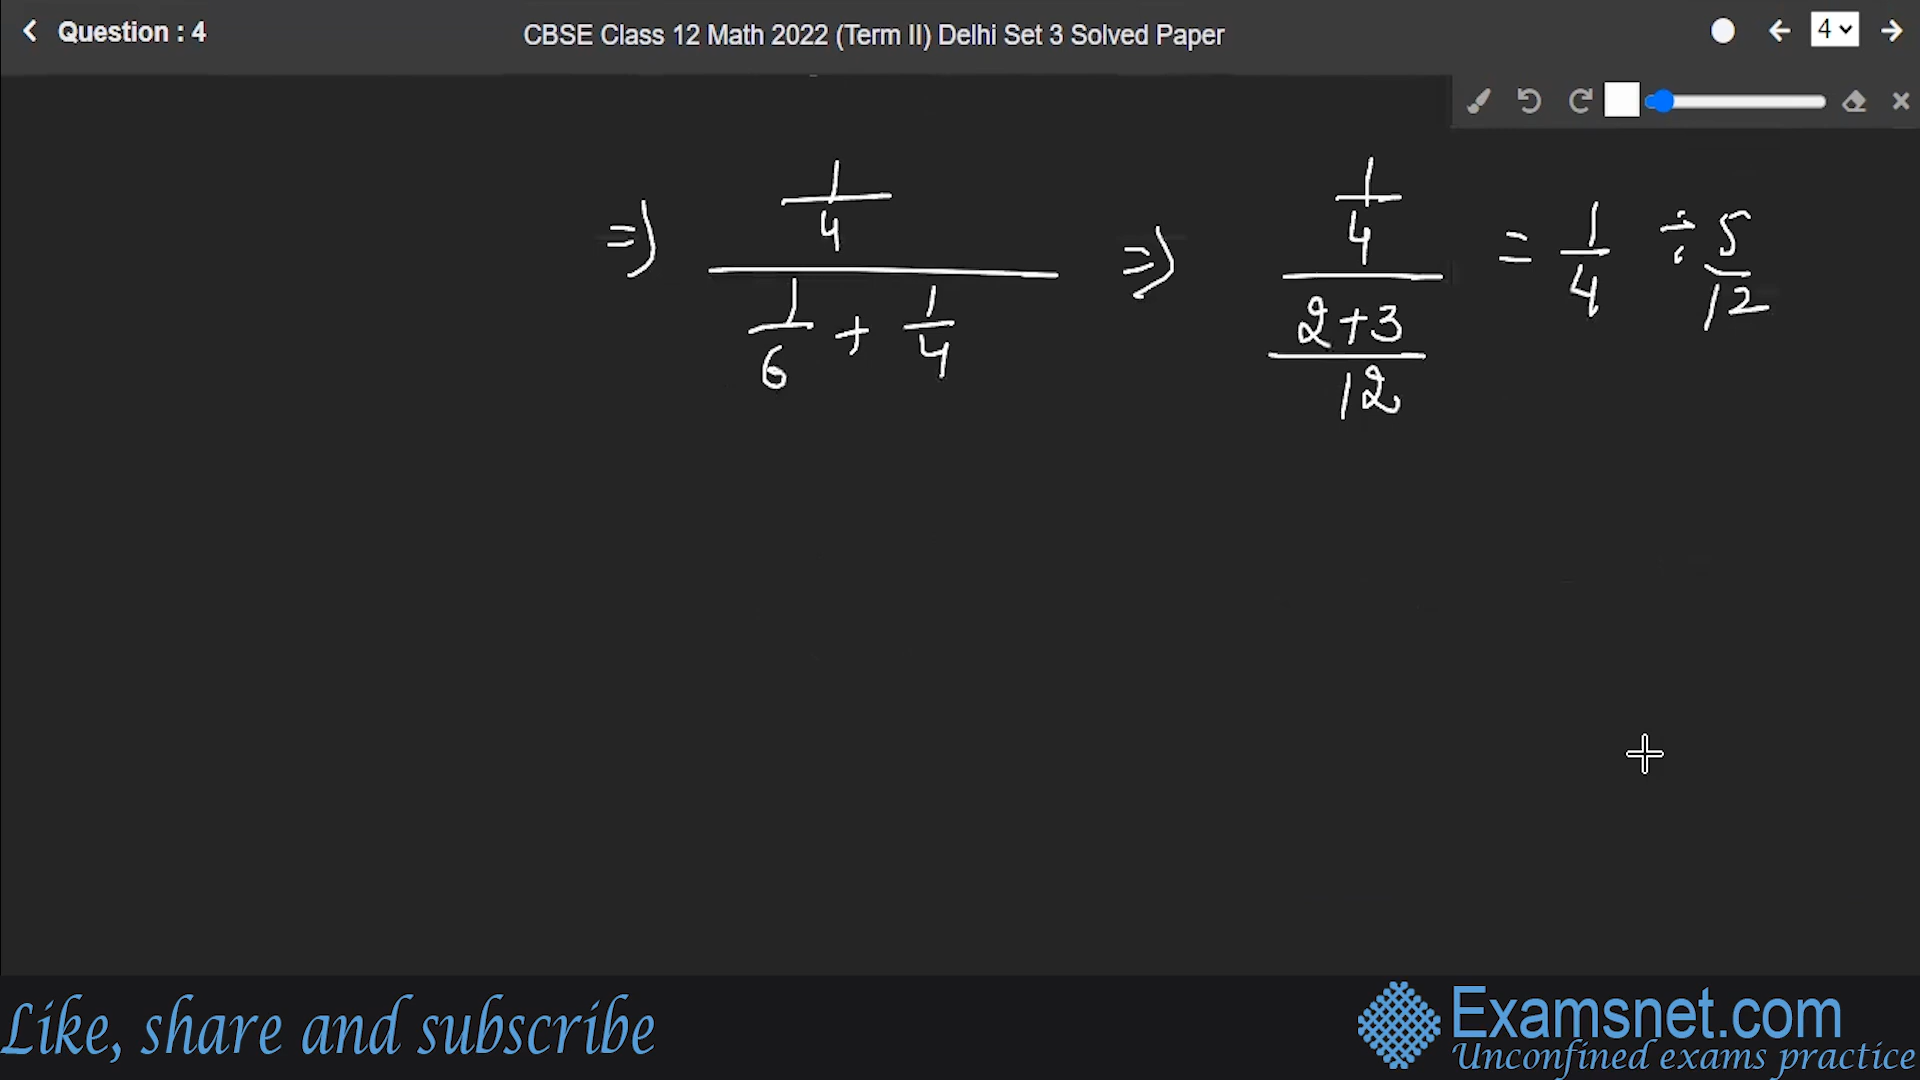 Question : 4
CBSE Class 12 Math 2022 (Term II) Delhi Set 3 Solved Paper
4
=> 1/4 / (1/6 + 1/4) => 1/4 / ((2+3)/12) = 1/4 ÷ 5/12
Like, share and subscribe
Examsnet.com
Unconfined exams practice